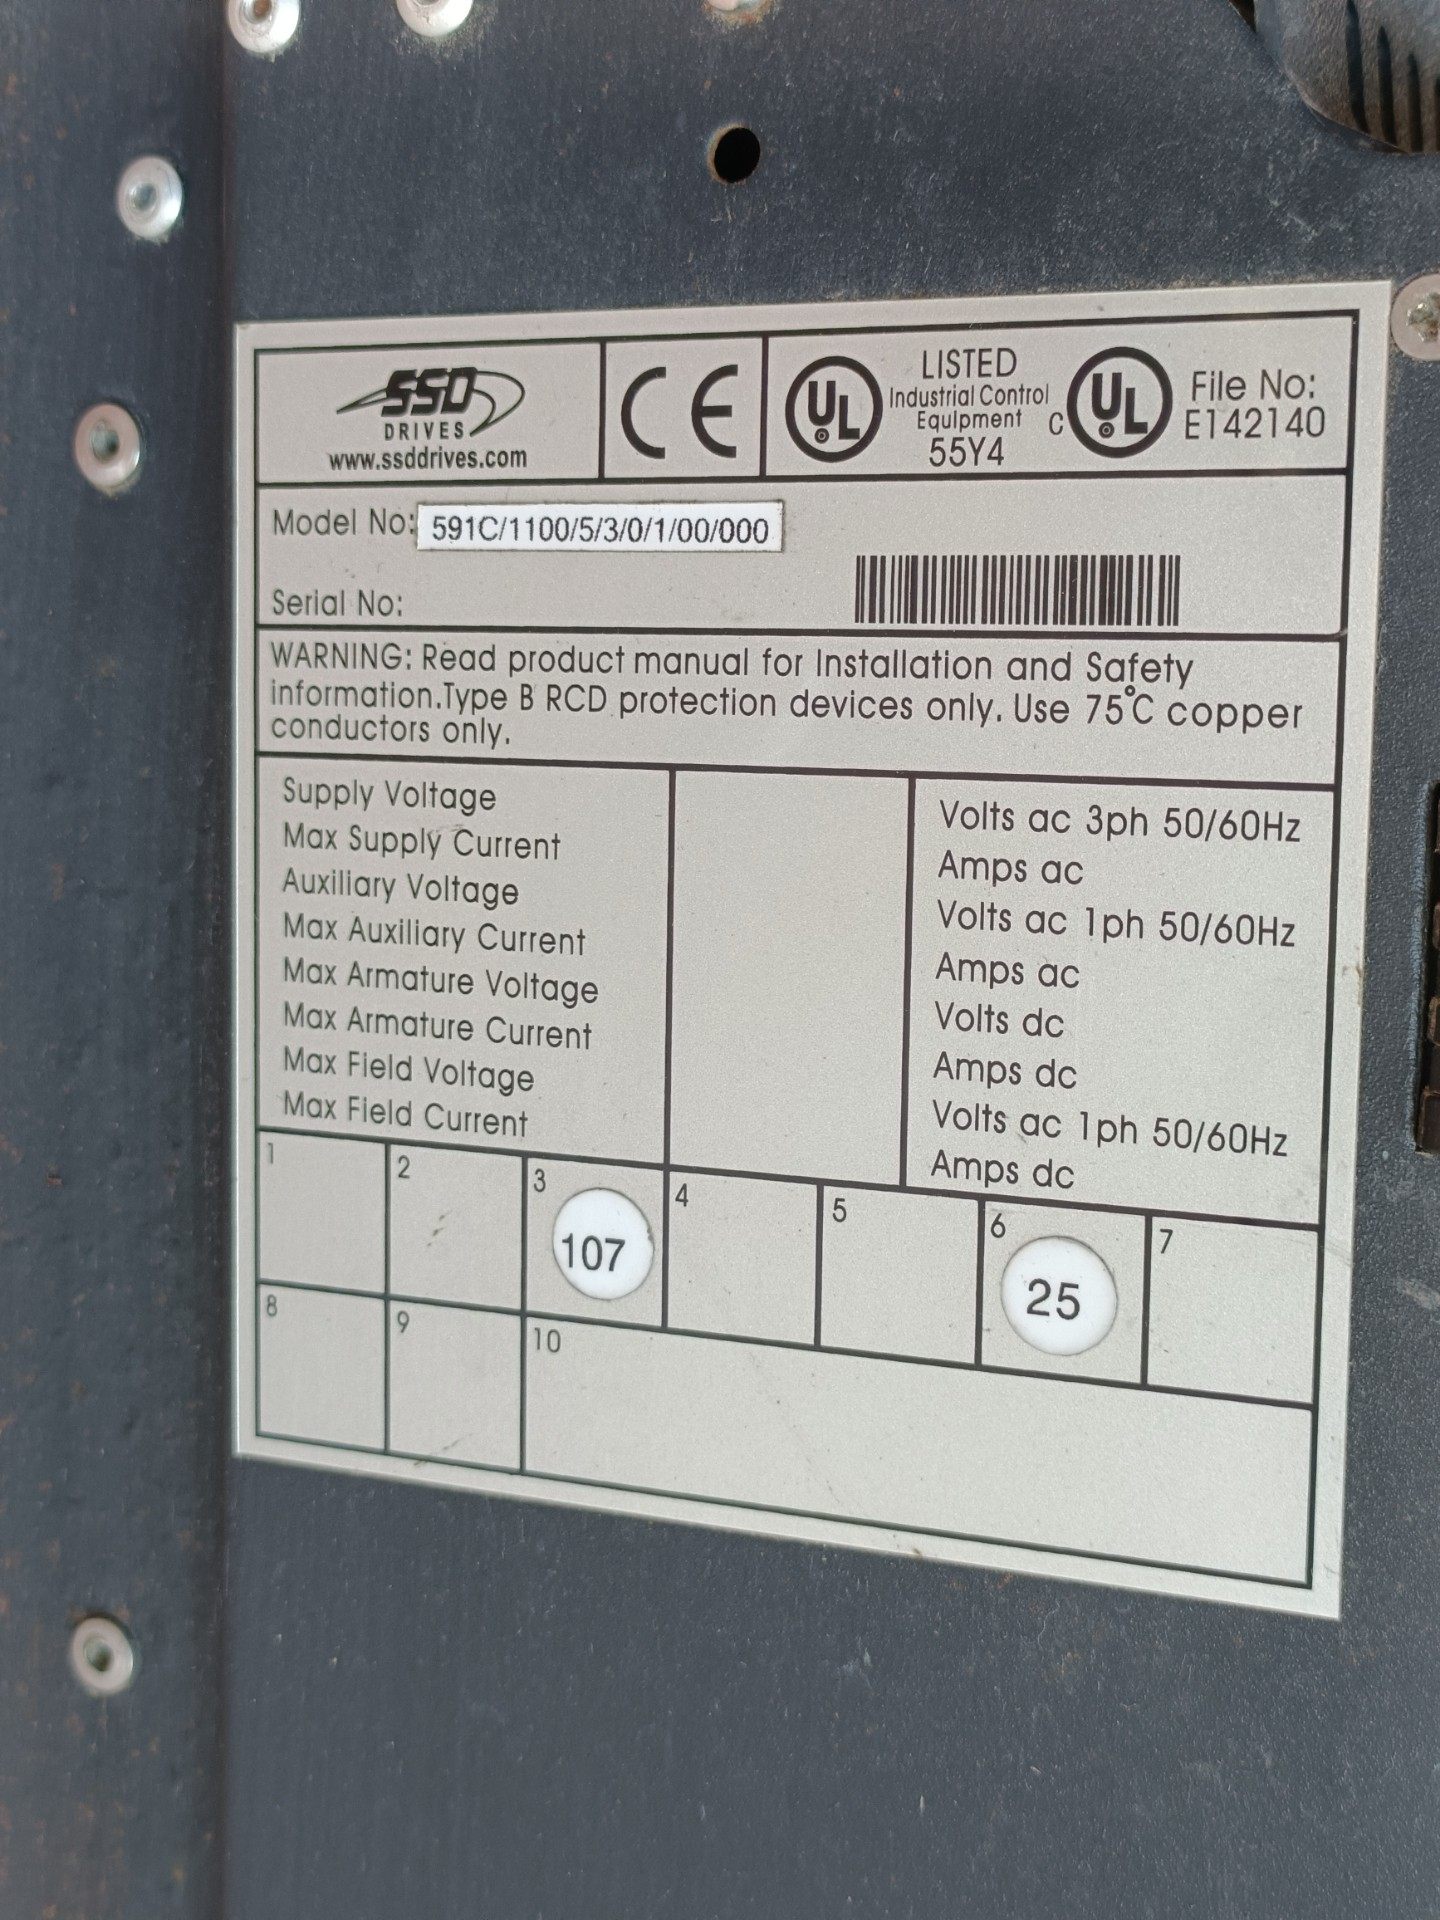 SSD
DRIVES
www.ssddrives.com
CE
UL
LISTED
Industrial Control
Equipment
55Y4
C UL
File No:
E142140
Model No: 591C/1100/5/3/0/1/00/000
Serial No:
WARNING: Read product manual for Installation and Safety
information.Type B RCD protection devices only. Use 75°C copper
conductors only.
Supply Voltage Volts ac 3ph 50/60Hz
Max Supply Current Amps ac
Auxiliary Voltage Volts ac 1ph 50/60Hz
Max Auxiliary Current Amps ac
Max Armature Voltage Volts dc
Max Armature Current Amps dc
Max Field Voltage Volts ac 1ph 50/60Hz
Max Field Current Amps dc
1 2 3 4 5 6 7
107 25
8 9 10